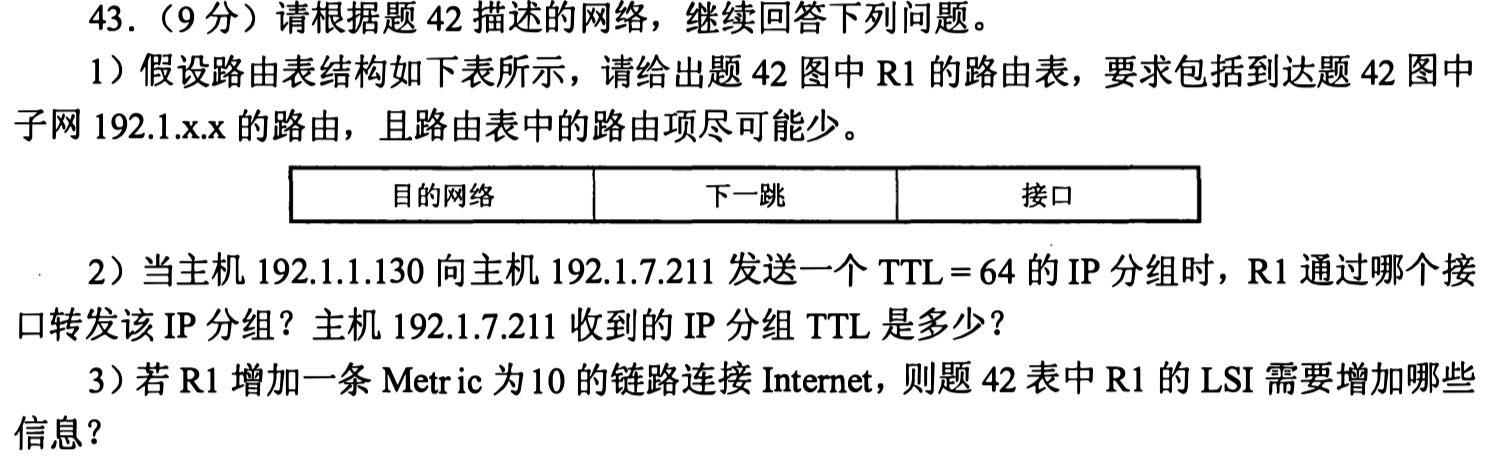 43.（9 分）请根据题 42 描述的网络，继续回答下列问题。
1）假设路由表结构如下表所示，请给出题 42 图中 R1 的路由表，要求包括到达题 42 图中
子网 192.1.x.x 的路由，且路由表中的路由项尽可能少。
目的网络 下一跳 接口
2）当主机 192.1.1.130 向主机 192.1.7.211 发送一个 TTL = 64 的 IP 分组时，R1 通过哪个接
口转发该 IP 分组？主机 192.1.7.211 收到的 IP 分组 TTL 是多少？
3）若 R1 增加一条 Metric 为10 的链路连接 Internet，则题 42 表中 R1 的 LSI 需要增加哪些
信息？